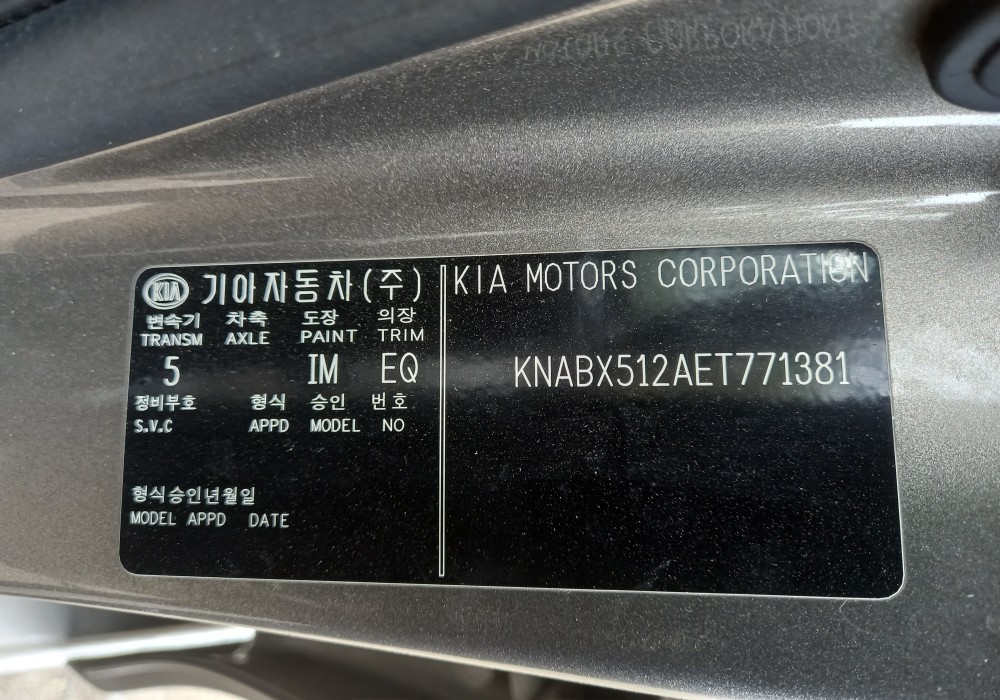 KIA 기아자동차(주)
변속기 차축 도장 의장
TRANSM AXLE PAINT TRIM
5 IM EQ
정비부호 형식 승인 번호
S.V.C APPD MODEL NO
형식승인년월일
MODEL APPD DATE
KIA MOTORS CORPORATION
KNABX512AET771381